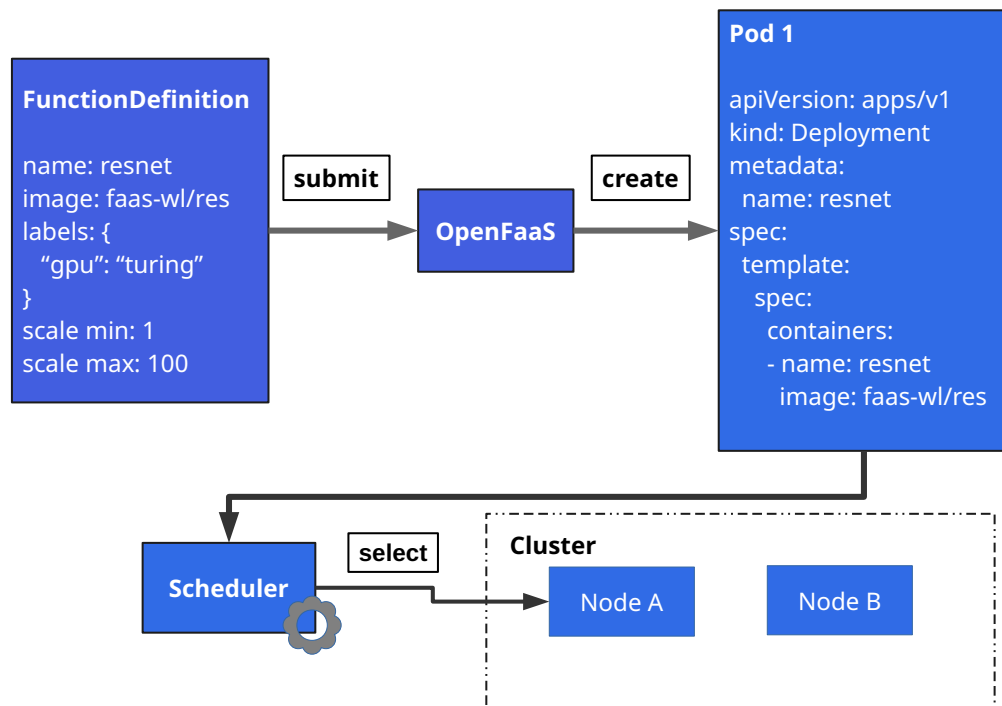 FunctionDefinition
name: resnet
image: faas-wl/res
labels: {
“gpu”: “turing”
}
scale min: 1
scale max: 100
submit
OpenFaaS
create
Pod 1
apiVersion: apps/v1
kind: Deployment
metadata:
name: resnet
spec:
template:
spec:
containers:
- name: resnet
image: faas-wl/res
Scheduler
select
Cluster
Node A
Node B